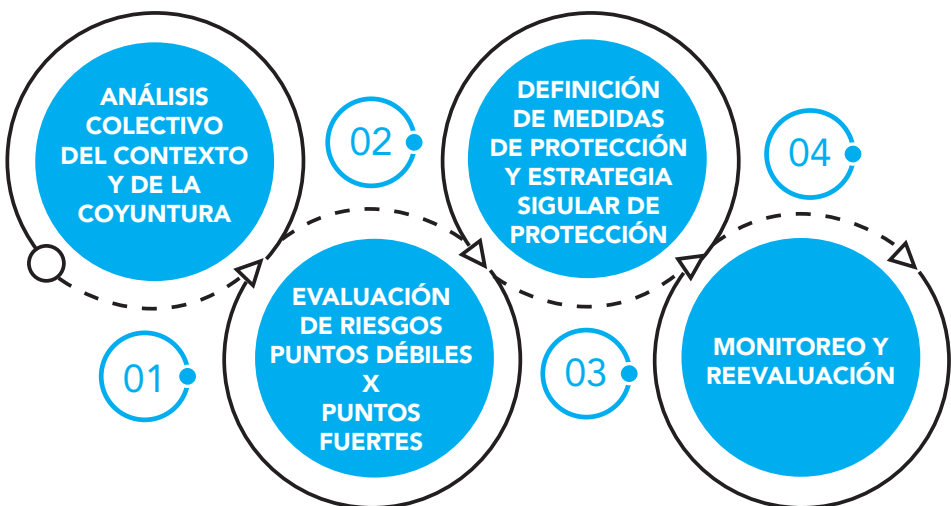 01
ANÁLISIS
COLECTIVO
DEL CONTEXTO
Y DE LA
COYUNTURA
02
EVALUACIÓN
DE RIESGOS
PUNTOS DÉBILES
X
PUNTOS
FUERTES
03
DEFINICIÓN
DE MEDIDAS
DE PROTECCIÓN
Y ESTRATEGIA
SIGULAR DE
PROTECCIÓN
04
MONITOREO Y
REEVALUACIÓN